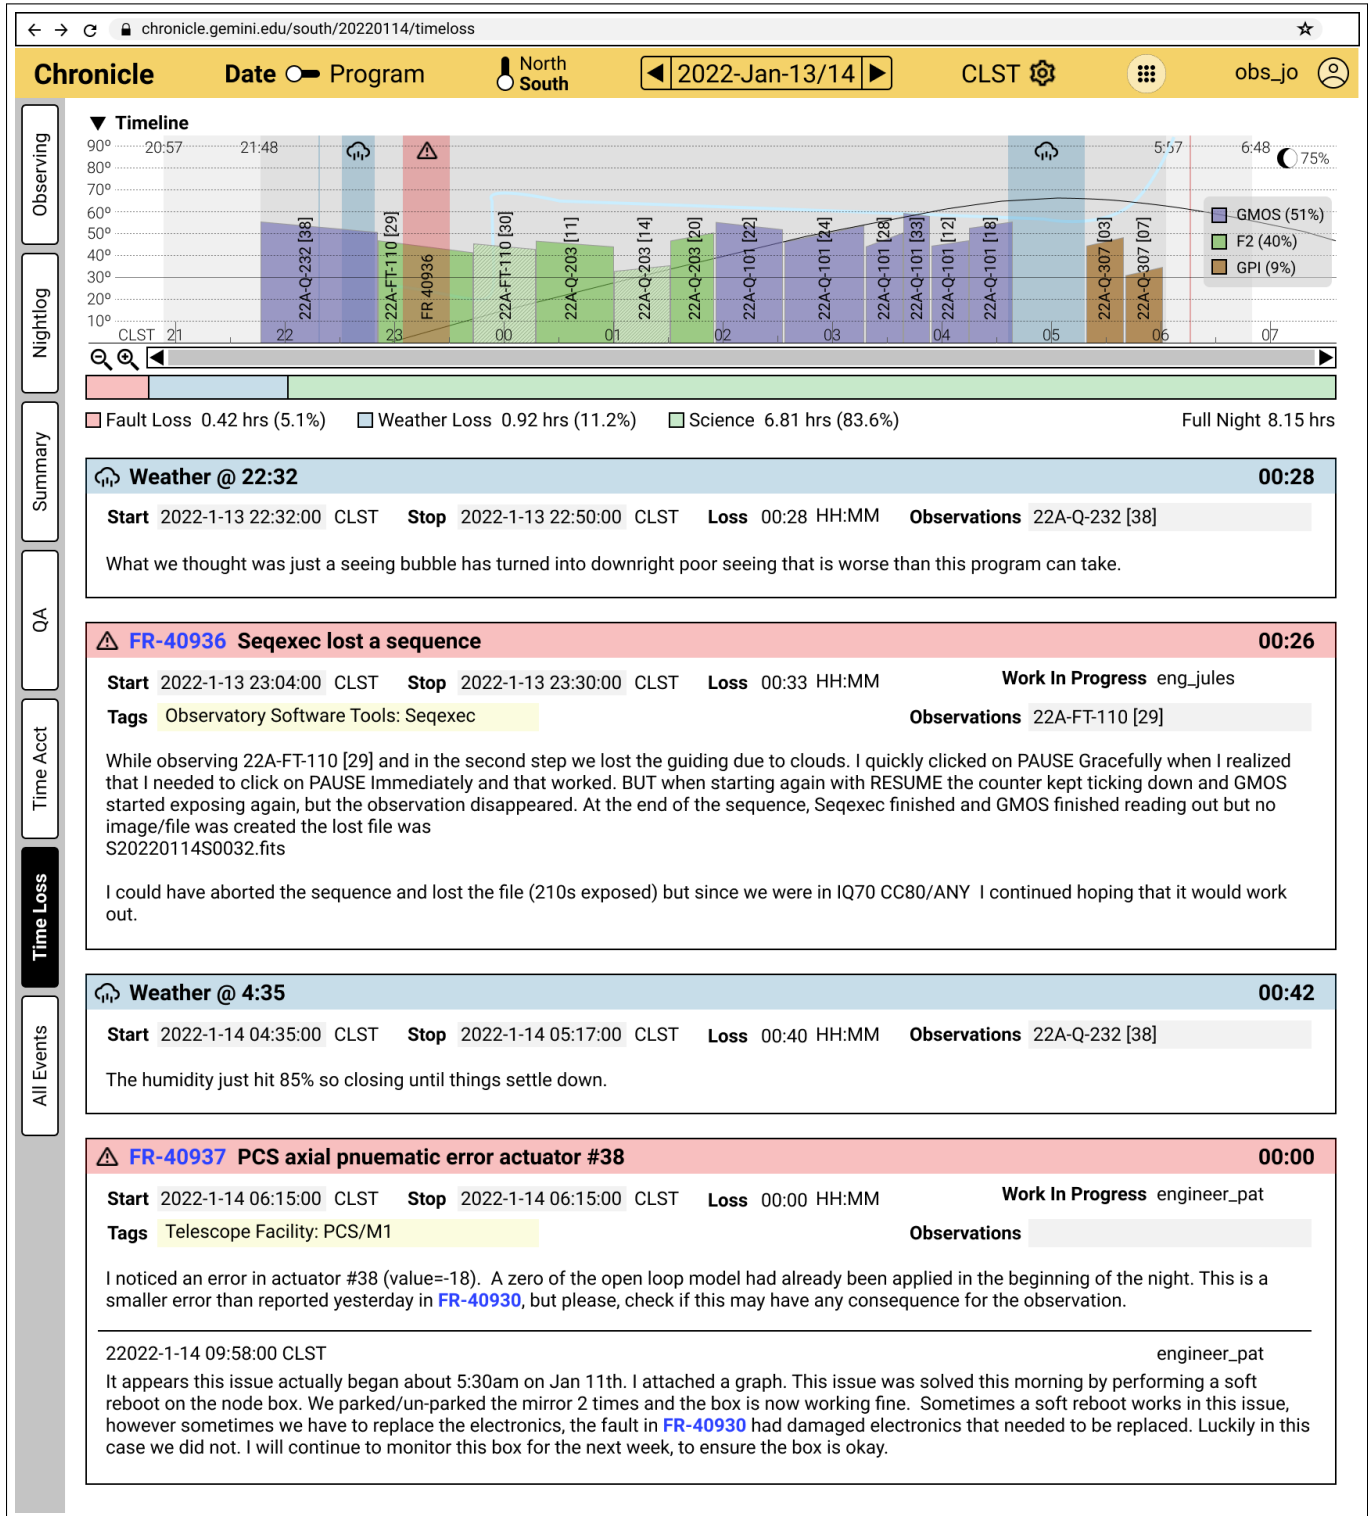 chronicle.gemini.edu/south/20220114/timeloss
Chronicle
Date Program
North
South
2022-Jan-13/14
CLST
obs_jo
Observing
Nightlog
Summary
QA
Time Acct
Time Loss
All Events
Timeline
90º
80º
70º
60º
50º
40º
30º
20º
10º
20:57
21:48
5:57
6:48
75%
22A-Q-232 [38]
22A-FT-110 [29]
FR 40936
22A-FT-110 [30]
22A-Q-203 [11]
22A-Q-203 [14]
22A-Q-203 [20]
22A-Q-101 [22]
22A-Q-101 [24]
22A-Q-101 [28]
22A-Q-101 [33]
22A-Q-101 [12]
22A-Q-101 [18]
22A-Q-307 [03]
22A-Q-307 [07]
GMOS (51%)
F2 (40%)
GPI (9%)
CLST 21 22 23 00 01 02 03 04 05 06 07
Fault Loss 0.42 hrs (5.1%) Weather Loss 0.92 hrs (11.2%) Science 6.81 hrs (83.6%) Full Night 8.15 hrs
Weather @ 22:32 00:28
Start 2022-1-13 22:32:00 CLST Stop 2022-1-13 22:50:00 CLST Loss 00:28 HH:MM Observations 22A-Q-232 [38]
What we thought was just a seeing bubble has turned into downright poor seeing that is worse than this program can take.
FR-40936 Seqexec lost a sequence 00:26
Start 2022-1-13 23:04:00 CLST Stop 2022-1-13 23:30:00 CLST Loss 00:33 HH:MM Work In Progress eng_jules
Tags Observatory Software Tools: Seqexec Observations 22A-FT-110 [29]
While observing 22A-FT-110 [29] and in the second step we lost the guiding due to clouds. I quickly clicked on PAUSE Gracefully when I realized
that I needed to click on PAUSE Immediately and that worked. BUT when starting again with RESUME the counter kept ticking down and GMOS
started exposing again, but the observation disappeared. At the end of the sequence, Seqexec finished and GMOS finished reading out but no
image/file was created the lost file was
S20220114S0032.fits
I could have aborted the sequence and lost the file (210s exposed) but since we were in IQ70 CC80/ANY  I continued hoping that it would work
out.
Weather @ 4:35 00:42
Start 2022-1-14 04:35:00 CLST Stop 2022-1-14 05:17:00 CLST Loss 00:40 HH:MM Observations 22A-Q-232 [38]
The humidity just hit 85% so closing until things settle down.
FR-40937 PCS axial pnuematic error actuator #38 00:00
Start 2022-1-14 06:15:00 CLST Stop 2022-1-14 06:15:00 CLST Loss 00:00 HH:MM Work In Progress engineer_pat
Tags Telescope Facility: PCS/M1 Observations
I noticed an error in actuator #38 (value=-18).  A zero of the open loop model had already been applied in the beginning of the night. This is a
smaller error than reported yesterday in FR-40930, but please, check if this may have any consequence for the observation.
22022-1-14 09:58:00 CLST engineer_pat
It appears this issue actually began about 5:30am on Jan 11th. I attached a graph. This issue was solved this morning by performing a soft
reboot on the node box. We parked/un-parked the mirror 2 times and the box is now working fine.  Sometimes a soft reboot works in this issue,
however sometimes we have to replace the electronics, the fault in FR-40930 had damaged electronics that needed to be replaced. Luckily in this
case we did not. I will continue to monitor this box for the next week, to ensure the box is okay.